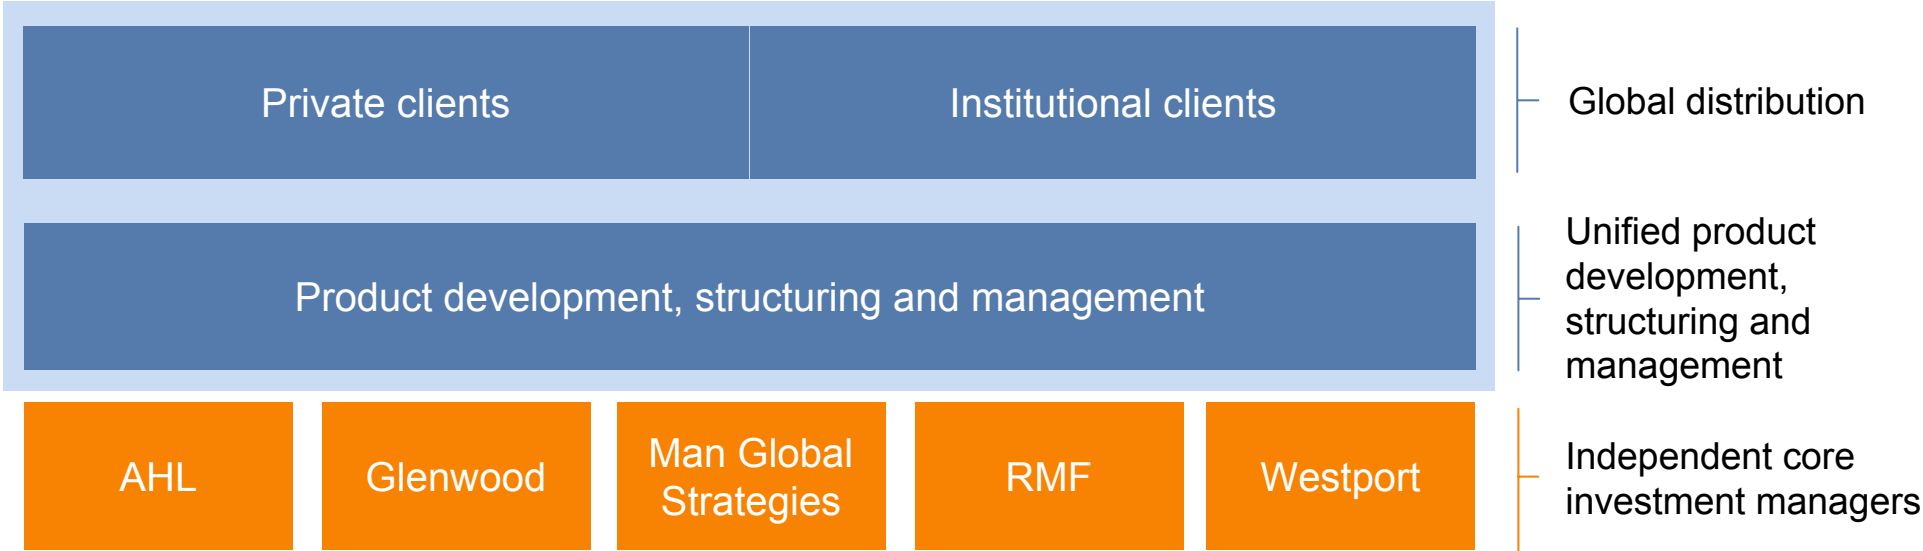 Private clients
Institutional clients
Global distribution
Product development, structuring and management
Unified product
development,
structuring and
management
AHL
Glenwood
Man Global
Strategies
RMF
Westport
Independent core
investment managers